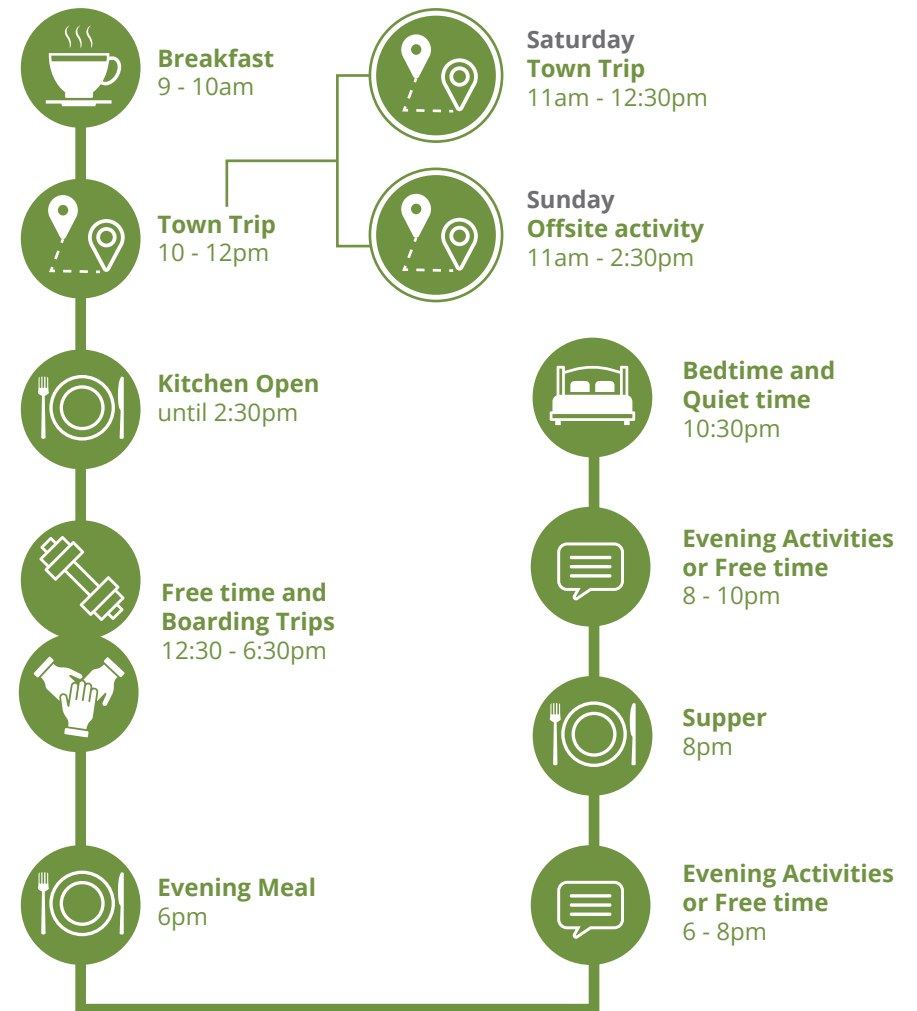 Breakfast
9 - 10am
Town Trip
10 - 12pm
Saturday
Town Trip
11am - 12:30pm
Sunday
Offsite activity
11am - 2:30pm
Kitchen Open
until 2:30pm
Free time and
Boarding Trips
12:30 - 6:30pm
Evening Meal
6pm
Evening Activities
or Free time
6 - 8pm
Supper
8pm
Evening Activities
or Free time
8 - 10pm
Bedtime and
Quiet time
10:30pm